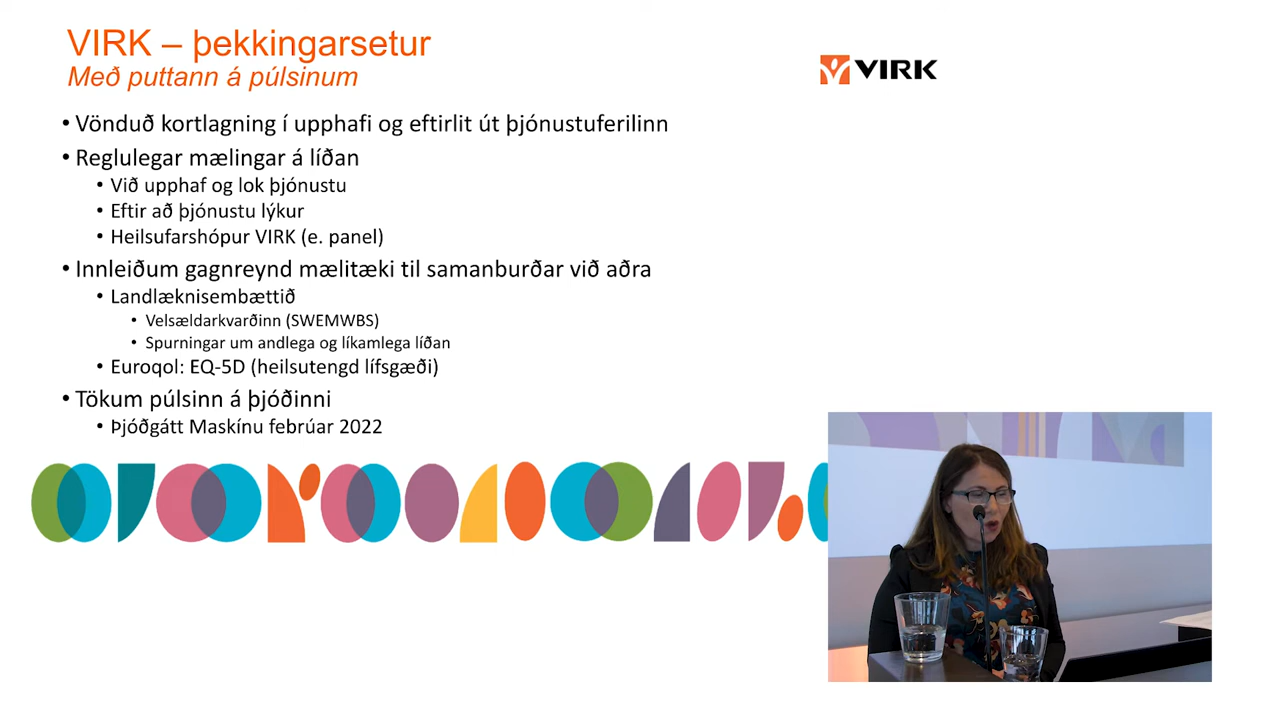 VIRK – þekkingarsetur
Með puttann á púlsinum
VIRK
• Vönduð kortlagning í upphafi og eftirlit út þjónustuferilinn
• Reglulegar mælingar á líðan
• Við upphaf og lok þjónustu
• Eftir að þjónustu lýkur
• Heilsufarshópur VIRK (e. panel)
• Innleiðum gagnreynd mælitæki til samanburðar við aðra
• Landlæknisembættið
• Velsældarkvarðinn (SWEMWBS)
• Spurningar um andlega og líkamlega líðan
• Euroqol: EQ-5D (heilsutengd lífsgæði)
• Tökum púlsinn á þjóðinni
• Þjóðgátt Maskínu febrúar 2022